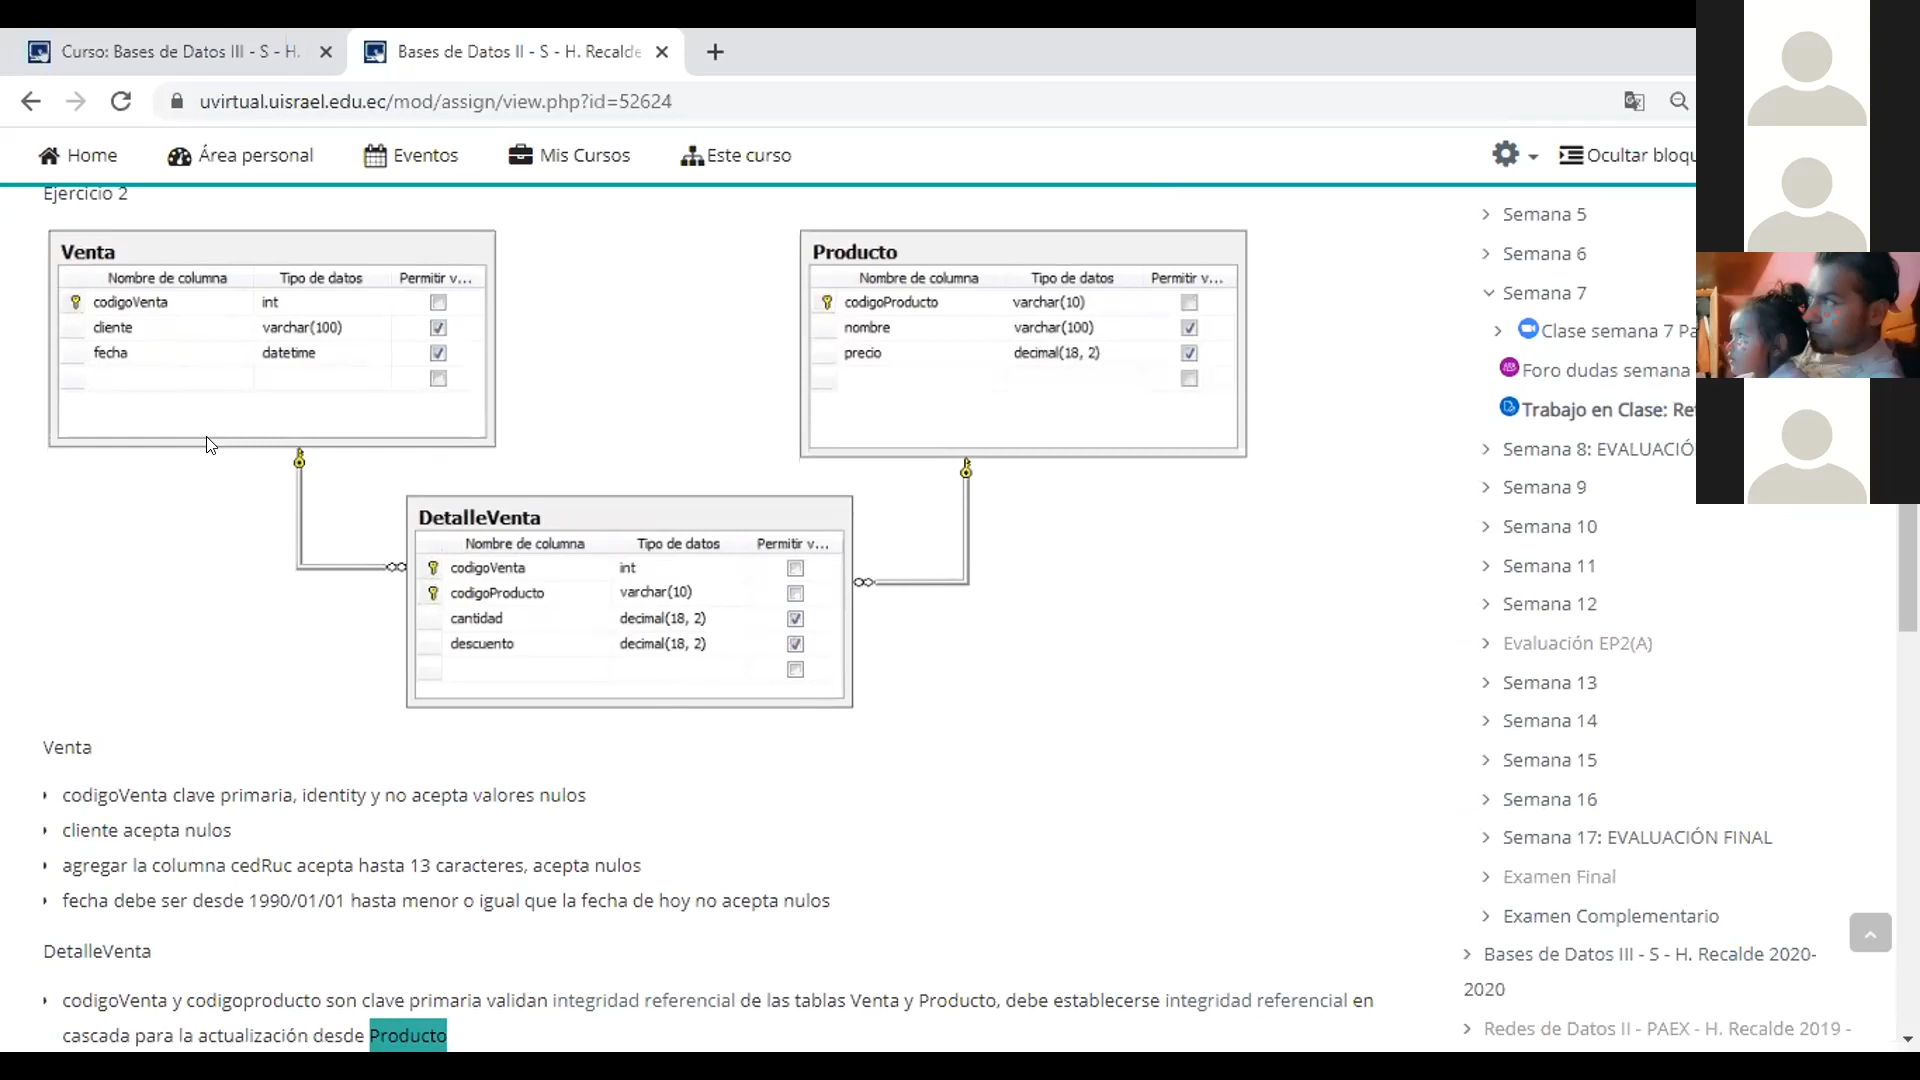 Curso: Bases de Datos III - S - H.
Bases de Datos II - S - H. Recalde
uvirtual.uisrael.edu.ec/mod/assign/view.php?id=52624
Home
Área personal
Eventos
Mis Cursos
Este curso
Ocultar bloqu
Ejercicio 2
Venta
Nombre de columna Tipo de datos Permitir v...
codigoVenta int
cliente varchar(100)
fecha datetime
Producto
Nombre de columna Tipo de datos Permitir v...
codigoProducto varchar(10)
nombre varchar(100)
precio decimal(18, 2)
DetalleVenta
Nombre de columna Tipo de datos Permitir v...
codigoVenta int
codigoProducto varchar(10)
cantidad decimal(18, 2)
descuento decimal(18, 2)
Venta
codigoVenta clave primaria, identity y no acepta valores nulos
cliente acepta nulos
agregar la columna cedRuc acepta hasta 13 caracteres, acepta nulos
fecha debe ser desde 1990/01/01 hasta menor o igual que la fecha de hoy no acepta nulos
DetalleVenta
codigoVenta y codigoproducto son clave primaria validan integridad referencial de las tablas Venta y Producto, debe establecerse integridad referencial en
cascada para la actualización desde Producto
Semana 5
Semana 6
Semana 7
Clase semana 7 Pa
Foro dudas semana
Trabajo en Clase: Ref
Semana 8: EVALUACIÓ
Semana 9
Semana 10
Semana 11
Semana 12
Evaluación EP2(A)
Semana 13
Semana 14
Semana 15
Semana 16
Semana 17: EVALUACIÓN FINAL
Examen Final
Examen Complementario
Bases de Datos III - S - H. Recalde 2020-
2020
Redes de Datos II - PAEX - H. Recalde 2019 -